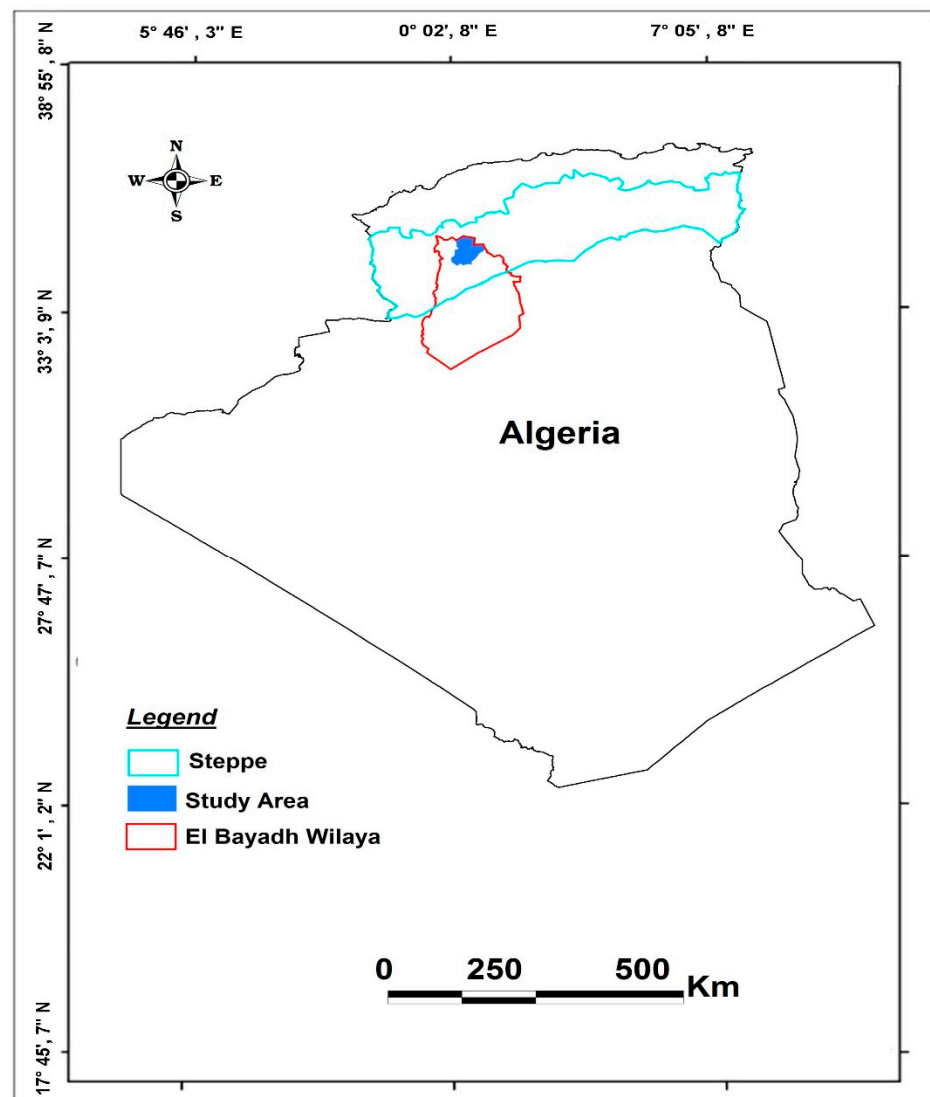 5° 46' , 3" E
0° 02', 8" E
7° 05', 8" E
38° 55', 8" N
N
W
E
S
33° 3', 9" N
Algeria
27° 47', 7" N
Legend
Steppe
Study Area
El Bayadh Wilaya
22° 1', 2" N
0
250
500
Km
17° 45', 7" N